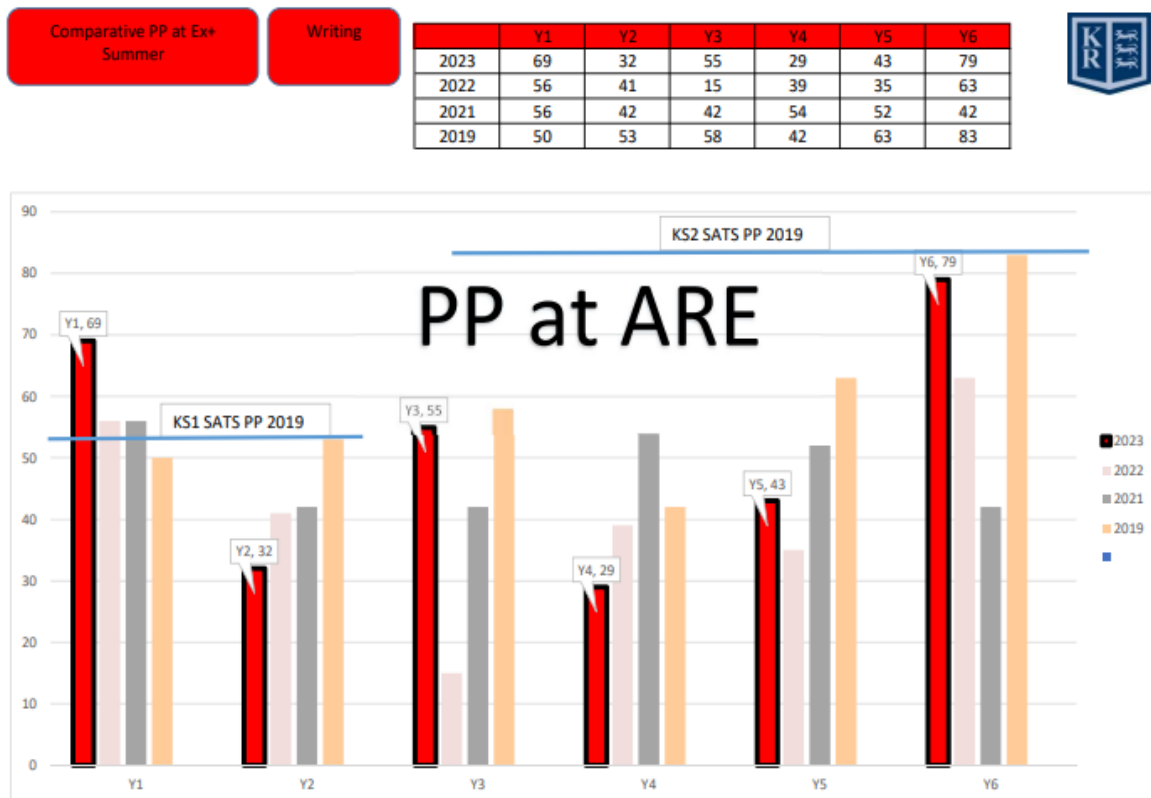 Comparative PP at Ex+
Summer
Writing
Y1 Y2 Y3 Y4 Y5 Y6
2023 69 32 55 29 43 79
2022 56 41 15 39 35 63
2021 56 42 42 54 52 42
2019 50 53 58 42 63 83
K
R
90
80
70
60
50
40
30
20
10
0
KS2 SATS PP 2019
PP at ARE
KS1 SATS PP 2019
Y1, 69
Y2, 32
Y3, 55
Y4, 29
Y5, 43
Y6, 79
2023
2022
2021
2019
Y1 Y2 Y3 Y4 Y5 Y6